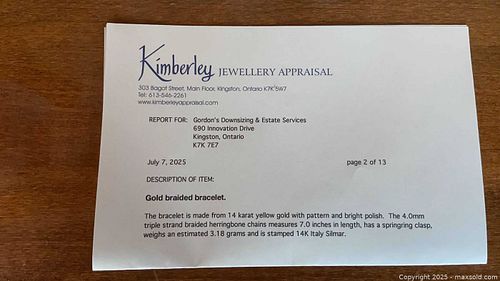 Kimberley JEWELLERY APPRAISAL
303 Bagot Street, Main Floor, Kingston, Ontario K7K 5W7
Tel: 613-546-2261
www.kimberleyappraisal.com
REPORT FOR: Gordon's Downsizing & Estate Services
690 Innovation Drive
Kingston, Ontario
K7K 7E7
July 7, 2025 page 2 of 13
DESCRIPTION OF ITEM:
Gold braided bracelet.
The bracelet is made from 14 karat yellow gold with pattern and bright polish. The 4.0mm
triple strand braided herringbone chains measures 7.0 inches in length, has a springring clasp,
weighs an estimated 3.18 grams and is stamped 14K Italy Silmar.
Copyright © 2025 - maxsold.com